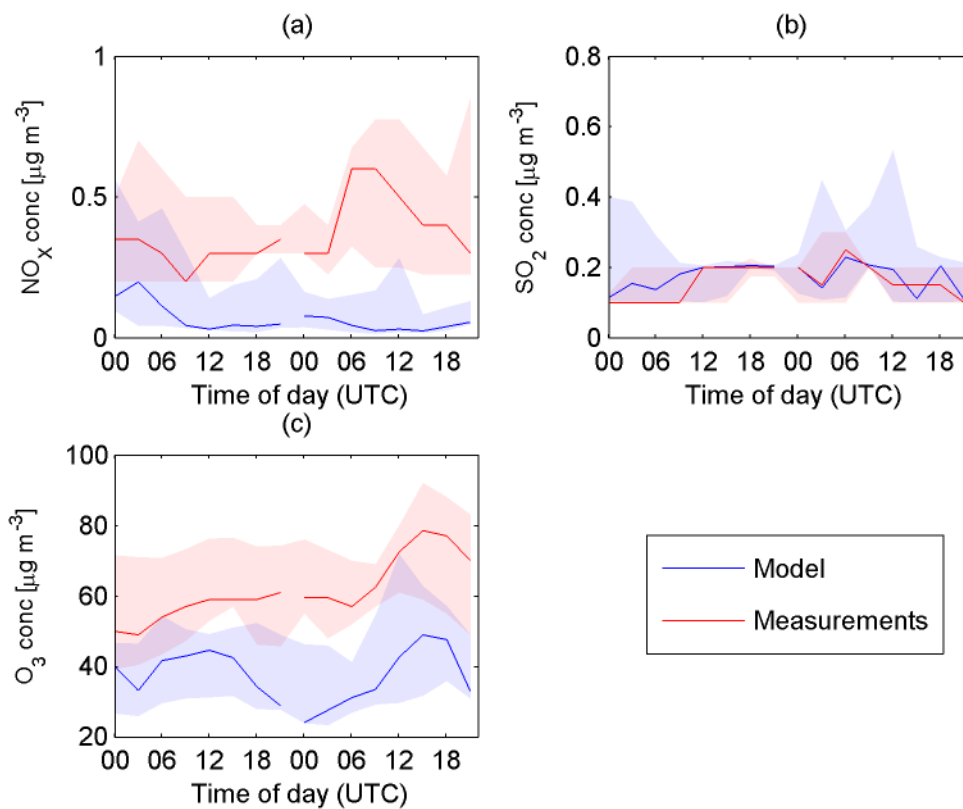 (a)
NOX conc [μg m-3]
1
0.5
0
00 06 12 18 00 06 12 18
Time of day (UTC)
(b)
SO2 conc [μg m-3]
0.8
0.6
0.4
0.2
0
00 06 12 18 00 06 12 18
Time of day (UTC)
(c)
O3 conc [μg m-3]
100
80
60
40
20
00 06 12 18 00 06 12 18
Time of day (UTC)
Model
Measurements